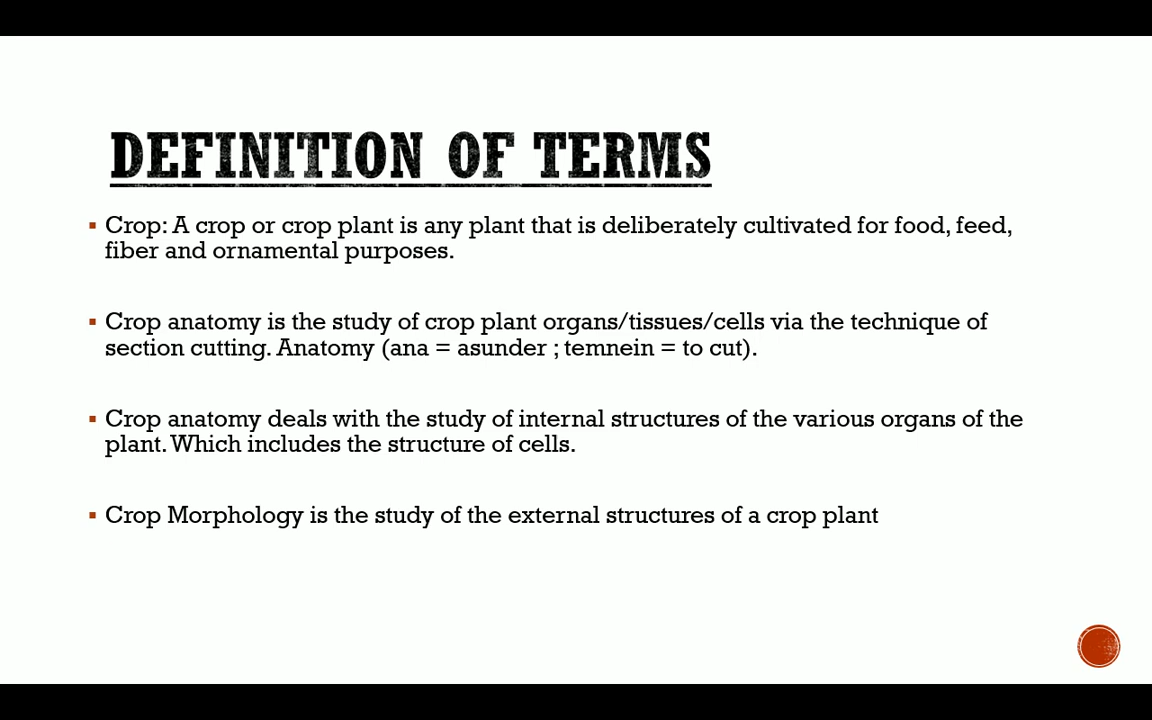 DEFINITION OF TERMS
▪ Crop: A crop or crop plant is any plant that is deliberately cultivated for food, feed,
fiber and ornamental purposes.
▪ Crop anatomy is the study of crop plant organs/tissues/cells via the technique of
section cutting. Anatomy (ana = asunder ; temnein = to cut).
▪ Crop anatomy deals with the study of internal structures of the various organs of the
plant. Which includes the structure of cells.
▪ Crop Morphology is the study of the external structures of a crop plant